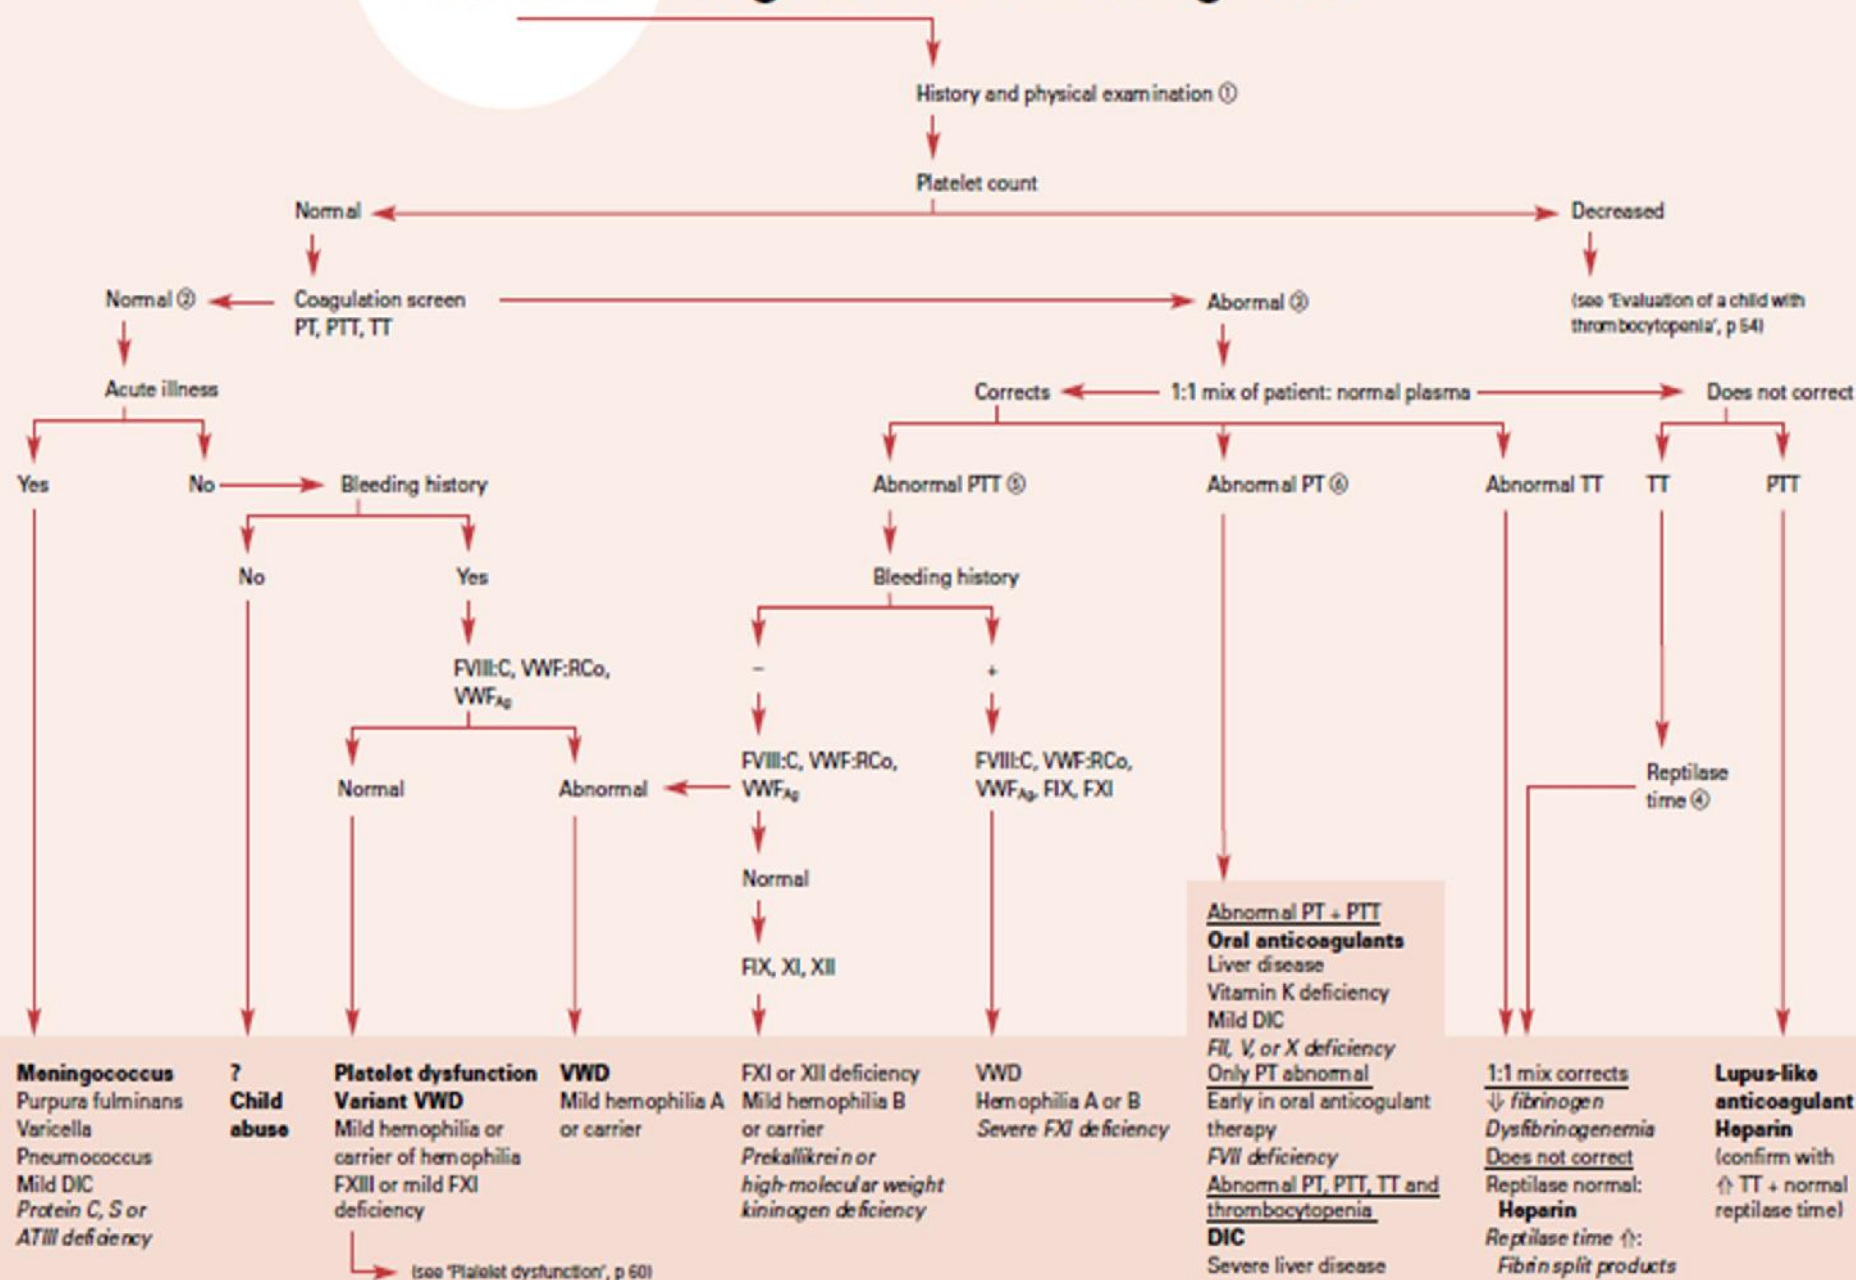 History and physical examination ①
Platelet count
Normal
Decreased
Normal ②
Coagulation screen
PT, PTT, TT
Abormal ③
(see 'Evaluation of a child with
thrombocytopenia', p 54)
Acute illness
Corrects
1:1 mix of patient: normal plasma
Does not correct
Yes
No
Bleeding history
Abnormal PTT ⑤
Abnormal PT ⑥
Abnormal TT
TT
PTT
No
Yes
Bleeding history
FVIII:C, VWF:RCo,
VWFAg
–
+
Normal
Abnormal
FVIII:C, VWF:RCo,
VWFAg
FVIII:C, VWF:RCo,
VWFAg, FIX, FXI
Reptilase
time ④
Normal
FIX, XI, XII
Meningococcus
Purpura fulminans
Varicella
Pneumococcus
Mild DIC
Protein C, S or
ATIII deficiency
?
Child
abuse
Platelet dysfunction
Variant VWD
Mild hemophilia or
carrier of hemophilia
FXIII or mild FXI
deficiency
(see 'Platelet dysfunction', p 60)
VWD
Mild hemophilia A
or carrier
FXI or XII deficiency
Mild hemophilia B
or carrier
Prekallikrein or
high-molecular weight
kininogen deficiency
VWD
Hemophilia A or B
Severe FXI deficiency
Abnormal PT + PTT
Oral anticoagulants
Liver disease
Vitamin K deficiency
Mild DIC
FII, V, or X deficiency
Only PT abnormal
Early in oral anticogulant
therapy
FVII deficiency
Abnormal PT, PTT, TT and
thrombocytopenia
DIC
Severe liver disease
1:1 mix corrects
⇓ fibrinogen
Dysfibrinogenemia
Does not correct
Reptilase normal:
Heparin
Reptilase time ⇑:
Fibrin split products
Lupus-like
anticoagulant
Heparin
(confirm with
⇑ TT + normal
reptilase time)